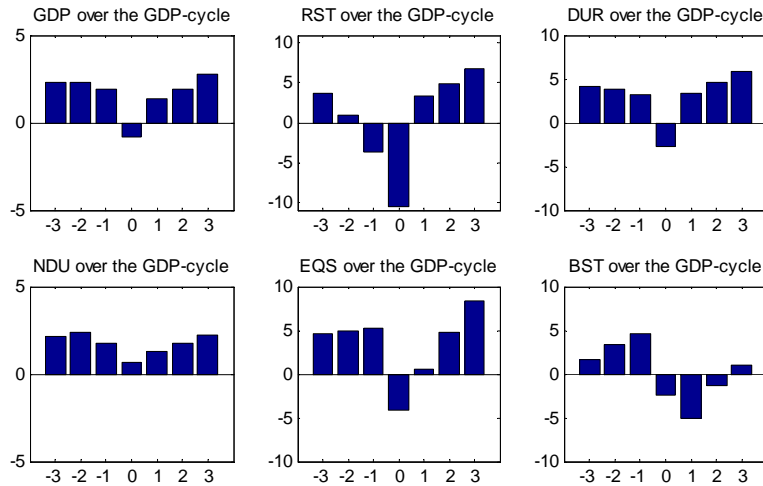 GDP over the GDP-cycle
5
0
-5
-3 -2 -1 0 1 2 3
RST over the GDP-cycle
10
5
0
-5
-10
-3 -2 -1 0 1 2 3
DUR over the GDP-cycle
10
5
0
-5
-10
-3 -2 -1 0 1 2 3
NDU over the GDP-cycle
5
0
-5
-3 -2 -1 0 1 2 3
EQS over the GDP-cycle
10
5
0
-5
-10
-3 -2 -1 0 1 2 3
BST over the GDP-cycle
10
5
0
-5
-10
-3 -2 -1 0 1 2 3